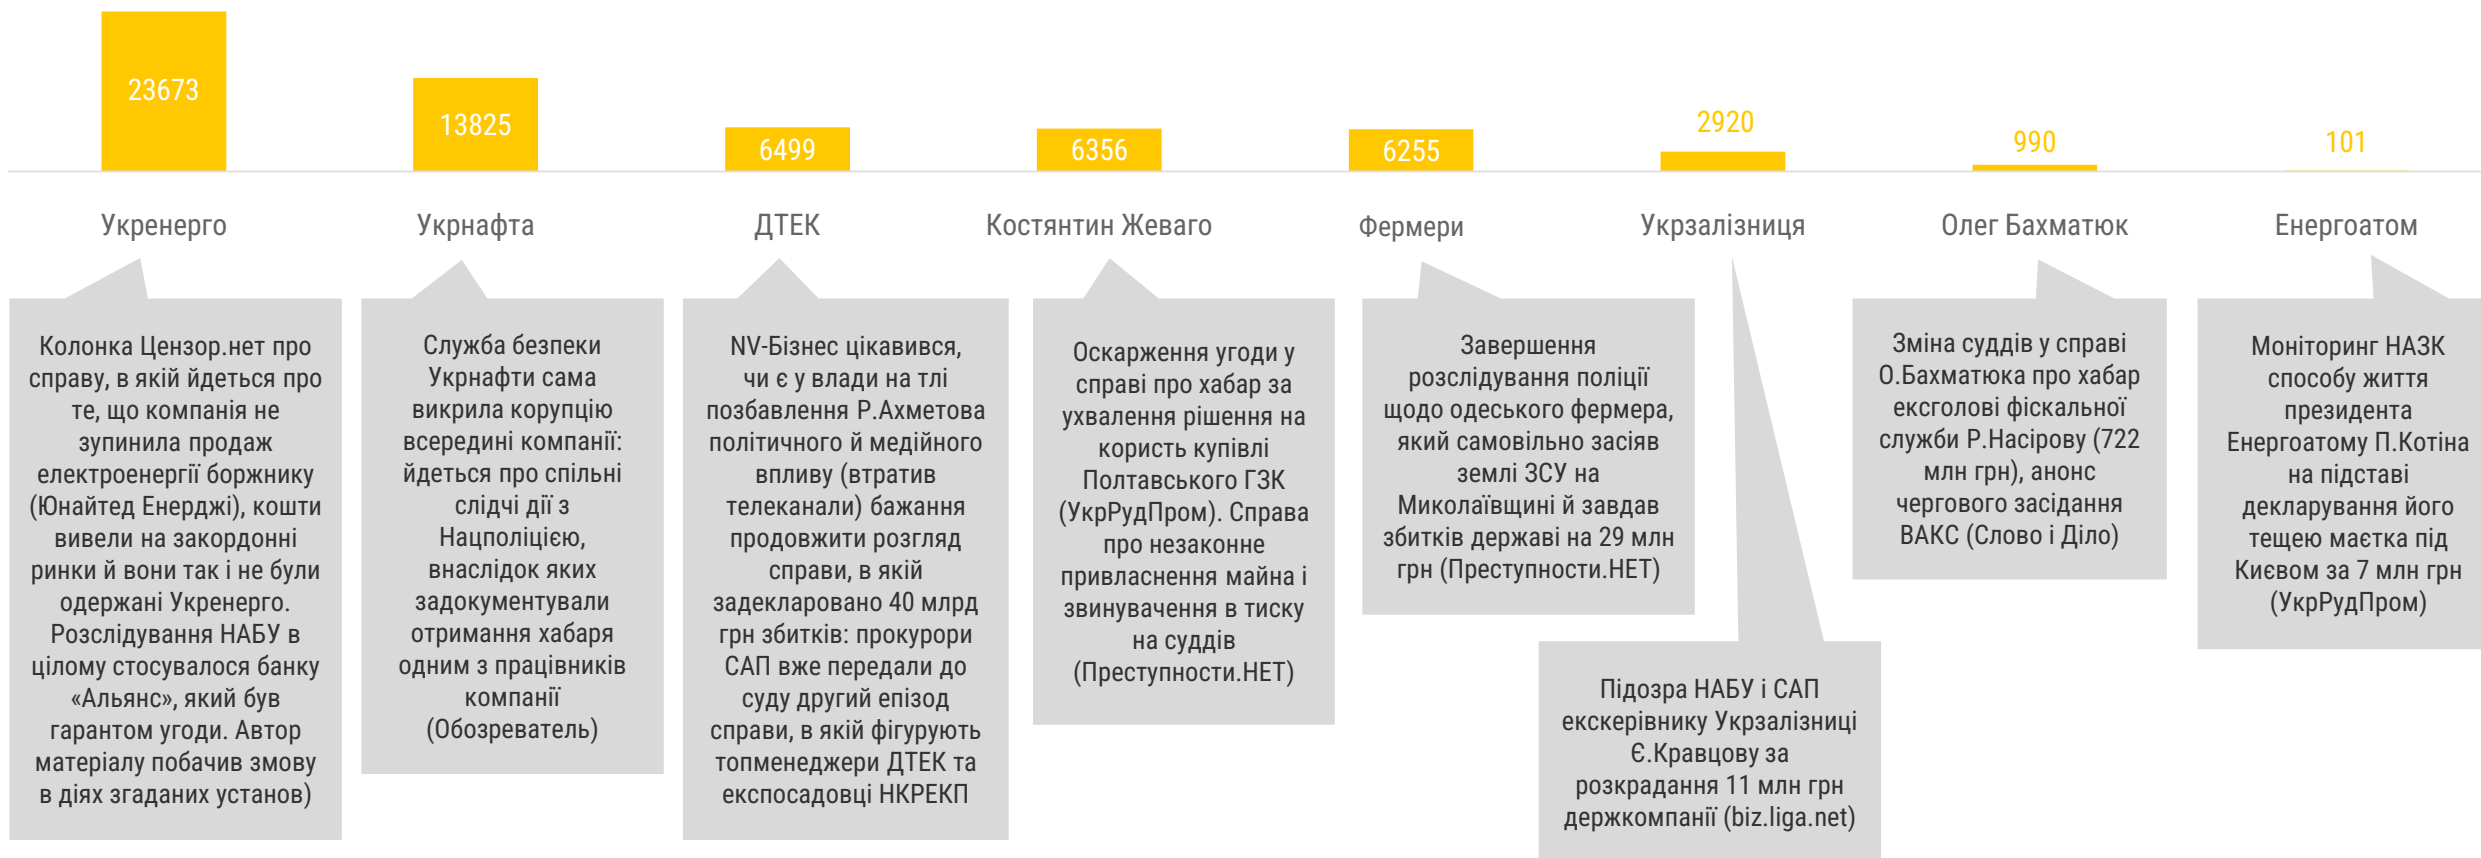 23673
13825
6499
6356
6255
2920
990
101
Укренерго
Укрнафта
ДТЕК
Костянтин Жеваго
Фермери
Укрзалізниця
Олег Бахматюк
Енергоатом
Колонка Цензор.нет про
справу, в якій йдеться про
те, що компанія не
зупинила продаж
електроенергії боржнику
(Юнайтед Енерджі), кошти
вивели на закордонні
ринки й вони так і не були
одержані Укренерго.
Розслідування НАБУ в
цілому стосувалося банку
«Альянс», який був
гарантом угоди. Автор
матеріалу побачив змову
в діях згаданих установ)
Служба безпеки
Укрнафти сама
викрила корупцію
всередині компанії:
йдеться про спільні
слідчі дії з
Нацполіцією,
внаслідок яких
задокументували
отримання хабаря
одним з працівників
компанії
(Обозреватель)
NV-Бізнес цікавився,
чи є у влади на тлі
позбавлення Р.Ахметова
політичного й медійного
впливу (втратив
телеканали) бажання
продовжити розгляд
справи, в якій
задекларовано 40 млрд
грн збитків: прокурори
САП вже передали до
суду другий епізод
справи, в якій фігурують
топменеджери ДТЕК та
експосадовці НКРЕКП
Оскарження угоди у
справі про хабар за
ухвалення рішення на
користь купівлі
Полтавського ГЗК
(УкрРудПром). Справа
про незаконне
привласнення майна і
звинувачення в тиску
на суддів
(Преступности.НЕТ)
Завершення
розслідування поліції
щодо одеського фермера,
який самовільно засіяв
землі ЗСУ на
Миколаївщині й завдав
збитків державі на 29 млн
грн (Преступности.НЕТ)
Підозра НАБУ і САП
екскерівнику Укрзалізниці
Є.Кравцову за
розкрадання 11 млн грн
держкомпанії (biz.liga.net)
Зміна суддів у справі
О.Бахматюка про хабар
ексголові фіскальної
служби Р.Насірову (722
млн грн), анонс
чергового засідання
ВАКС (Слово і Діло)
Моніторинг НАЗК
способу життя
президента
Енергоатому П.Котіна
на підставі
декларування його
тещею маєтка під
Києвом за 7 млн грн
(УкрРудПром)